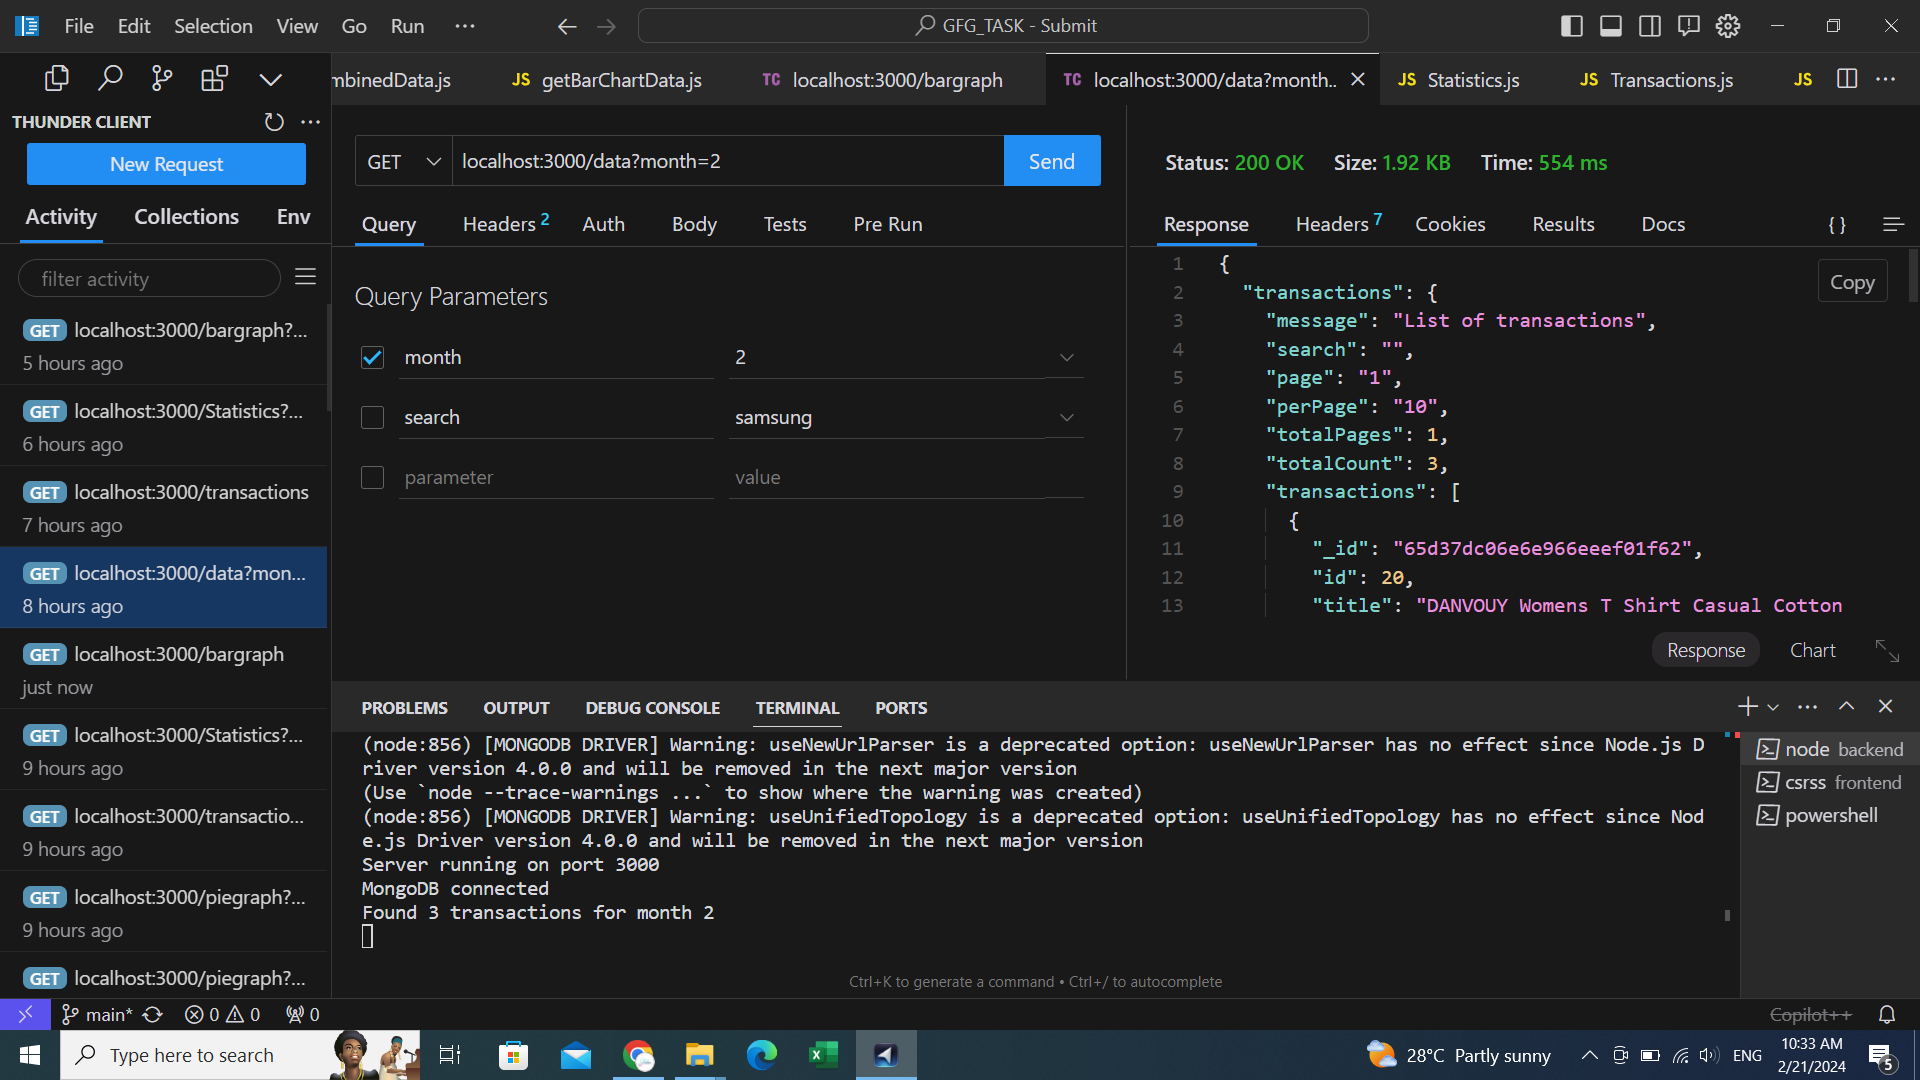 File Edit Selection View Go Run ...
GFG_TASK - Submit
mbinedData.js
JS getBarChartData.js
TC localhost:3000/bargraph
TC localhost:3000/data?month..
JS Statistics.js
JS Transactions.js
JS
THUNDER CLIENT
New Request
Activity Collections Env
filter activity
GET localhost:3000/bargraph?...
5 hours ago
GET localhost:3000/Statistics?...
6 hours ago
GET localhost:3000/transactions
7 hours ago
GET localhost:3000/data?mon...
8 hours ago
GET localhost:3000/bargraph
just now
GET localhost:3000/Statistics?...
9 hours ago
GET localhost:3000/transactio...
9 hours ago
GET localhost:3000/piegraph?...
9 hours ago
GET localhost:3000/piegraph?...
GET localhost:3000/data?month=2 Send
Query Headers 2 Auth Body Tests Pre Run
Query Parameters
month 2
search samsung
parameter value
Status: 200 OK Size: 1.92 KB Time: 554 ms
Response Headers 7 Cookies Results Docs { }
Copy
1 {
2 "transactions": {
3 "message": "List of transactions",
4 "search": "",
5 "page": "1",
6 "perPage": "10",
7 "totalPages": 1,
8 "totalCount": 3,
9 "transactions": [
10 {
11 "_id": "65d37dc06e6e966eeef01f62",
12 "id": 20,
13 "title": "DANVOUY Womens T Shirt Casual Cotton
Response Chart
PROBLEMS OUTPUT DEBUG CONSOLE TERMINAL PORTS
(node:856) [MONGODB DRIVER] Warning: useNewUrlParser is a deprecated option: useNewUrlParser has no effect since Node.js D
river version 4.0.0 and will be removed in the next major version
(Use `node --trace-warnings ...` to show where the warning was created)
(node:856) [MONGODB DRIVER] Warning: useUnifiedTopology is a deprecated option: useUnifiedTopology has no effect since Nod
e.js Driver version 4.0.0 and will be removed in the next major version
Server running on port 3000
MongoDB connected
Found 3 transactions for month 2
Ctrl+K to generate a command • Ctrl+/ to autocomplete
node backend
csrss frontend
powershell
main* 0 0 0
Copilot++
Type here to search
28°C Partly sunny
ENG
10:33 AM
2/21/2024
5